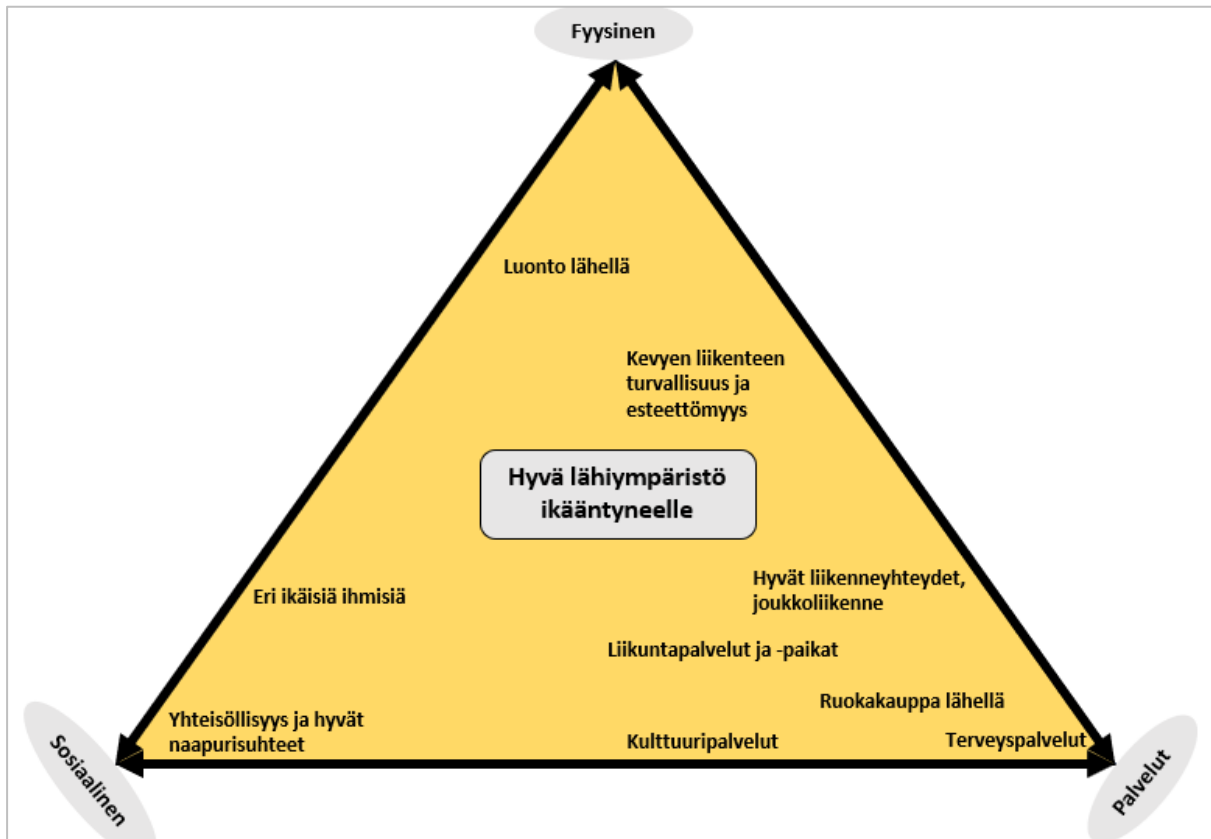 Fyysinen
Luonto lähellä
Kevyen liikenteen
turvallisuus ja
esteettömyys
Hyvä lähiympäristö
ikääntyneelle
Hyvät liikenneyhteydet,
joukkoliikenne
Eri ikäisiä ihmisiä
Liikuntapalvelut ja -paikat
Ruokakauppa lähellä
Yhteisöllisyys ja hyvät
naapurisuhteet
Kulttuuripalvelut
Terveyspalvelut
Sosiaalinen
Palvelut